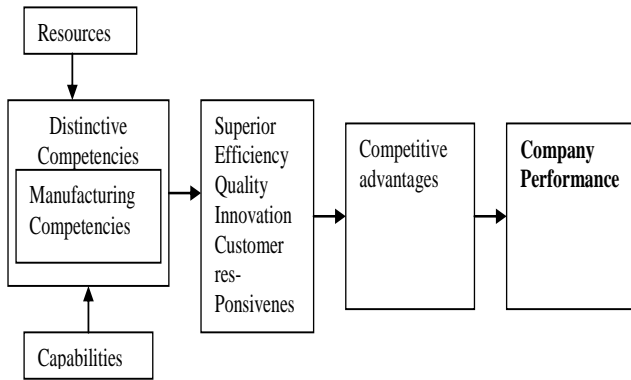 Resources
Distinctive
Competencies
Manufacturing
Competencies
Capabilities
Superior
Efficiency
Quality
Innovation
Customer
res-
Ponsivenes
Competitive
advantages
Company
Performance